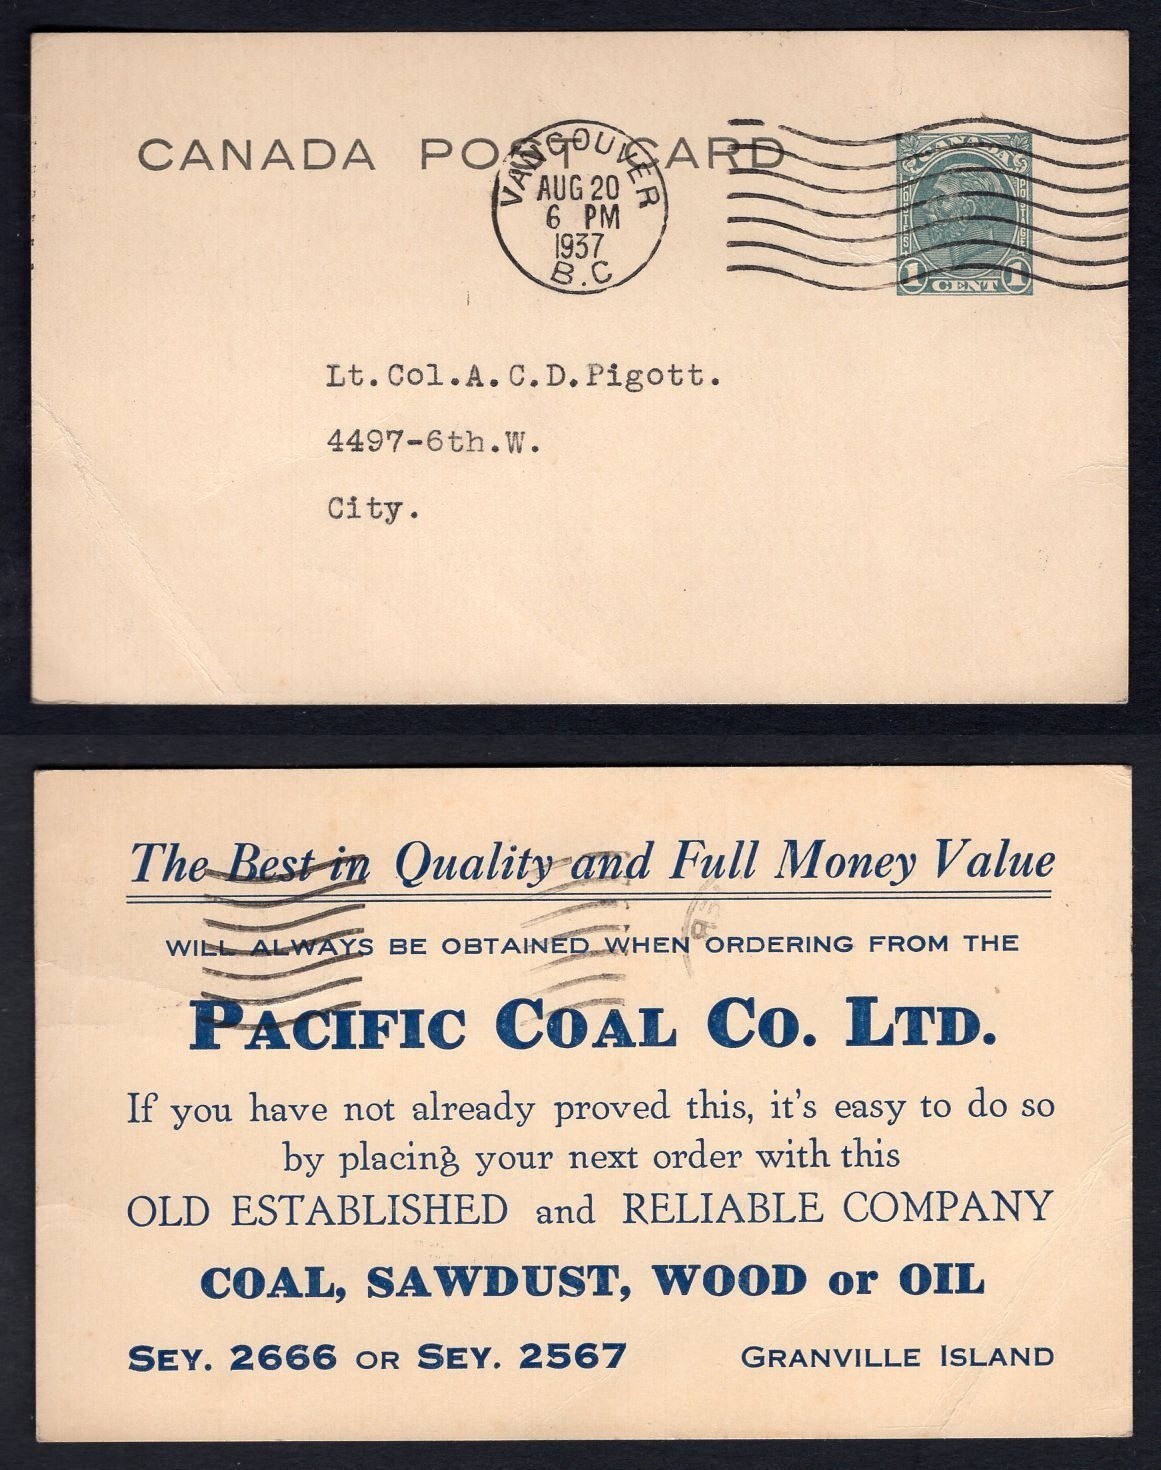 CANADA POST CARD
VANCOUVER
AUG 20
6 PM
1937
B.C
CANADA
POSTES POSTAGE
1 CENT 1
Lt.Col.A.C.D.Pigott.
4497-6th.W.
City.
The Best in Quality and Full Money Value
WILL ALWAYS BE OBTAINED WHEN ORDERING FROM THE
PACIFIC COAL CO. LTD.
If you have not already proved this, it's easy to do so
by placing your next order with this
OLD ESTABLISHED and RELIABLE COMPANY
COAL, SAWDUST, WOOD or OIL
SEY. 2666 OR SEY. 2567 GRANVILLE ISLAND